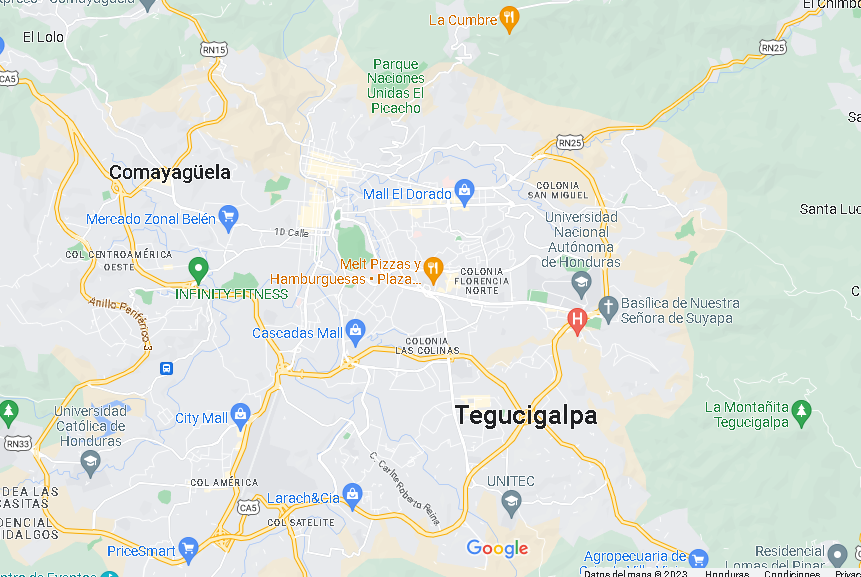 Comayagüela
El Chimbo
La Cumbre
El Lolo
RN15
RN25
CA5
Parque
Naciones
Unidas El
Picacho
RN25
Comayagüela
Mall El Dorado
COLONIA
SAN MIGUEL
Santa Luc
Mercado Zonal Belén
Universidad
Nacional
Autónoma
de Honduras
1D Calle
COL CENTROAMÉRICA
OESTE
Melt Pizzas y
Hamburguesas • Plaza...
COLONIA
FLORENCIA
NORTE
INFINITY FITNESS
Anillo Periférico-3
Basílica de Nuestra
Señora de Suyapa
Cascadas Mall
COLONIA
LAS COLINAS
Universidad
Católica de
Honduras
City Mall
Tegucigalpa
La Montañita
Tegucigalpa
RN33
C. Carlos Roberto Reina
COL AMÉRICA
UNITEC
DEA LAS
CASITAS
Larach&Cia
CA5
COL SATELITE
DENCIAL
HIDALGOS
PriceSmart
Google
Agropecuaria de
Residencial
Lomas del Pinar
Centro de Eventos
Datos del mapa © 2023 Honduras Condiciones Privac